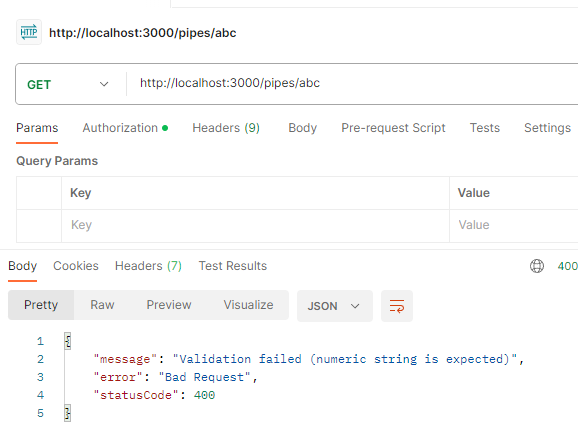 HTTP http://localhost:3000/pipes/abc
GET http://localhost:3000/pipes/abc
Params Authorization Headers (9) Body Pre-request Script Tests Settings
Query Params
Key Value
Key Value
Body Cookies Headers (7) Test Results 400
Pretty Raw Preview Visualize JSON
1 {
2 "message": "Validation failed (numeric string is expected)",
3 "error": "Bad Request",
4 "statusCode": 400
5 }